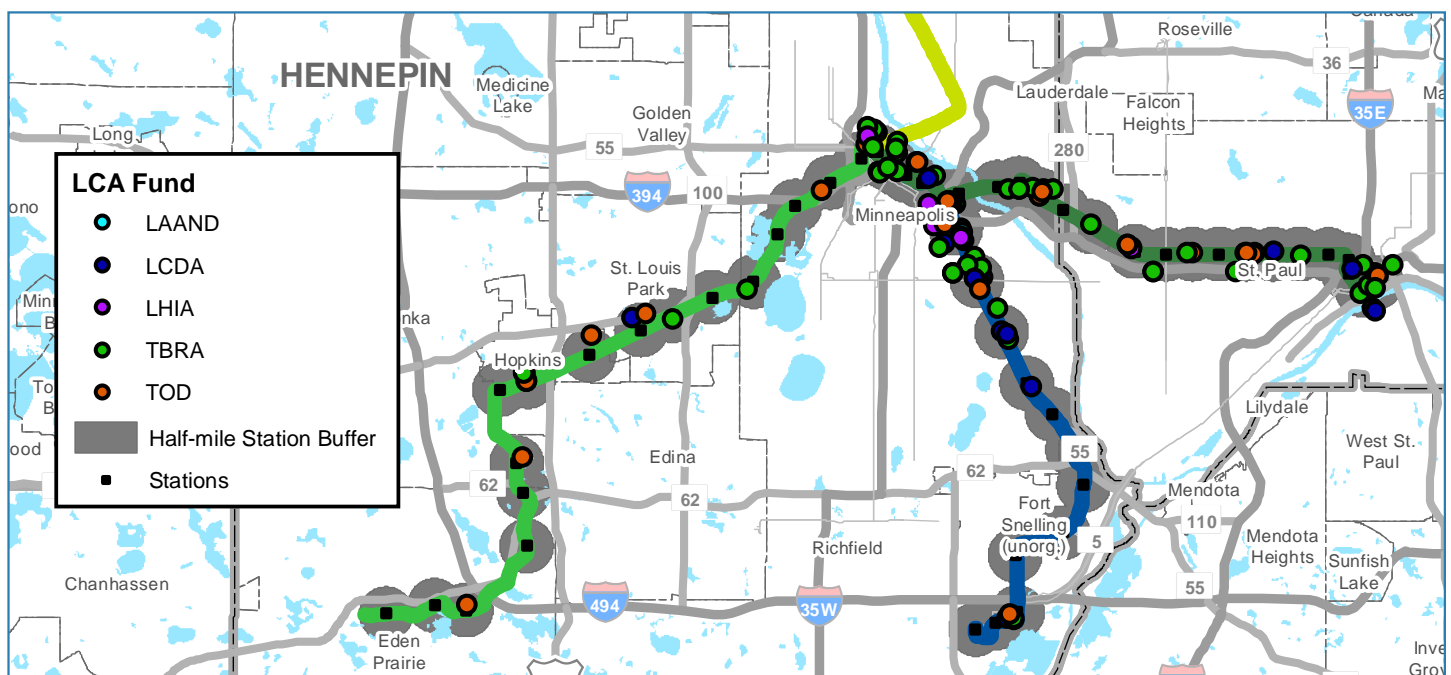 Canada
Roseville
36
HENNEPIN
Medicine
Lake
Lauderdale
Falcon
Heights
35E
Long
Golden
Valley
55
280
LCA Fund
394
100
LAAND
Minneapolis
LCDA
St. Louis
Park
St. Paul
LHIA
TBRA
Hopkins
TOD
Lilydale
Half-mile Station Buffer
Edina
55
West St.
Paul
Stations
62
62
62
Mendota
Fort
Snelling
(unorg.)
110
5
Richfield
Mendota
Heights
Sunfish
Lake
Chanhassen
55
494
35W
Eden
Prairie